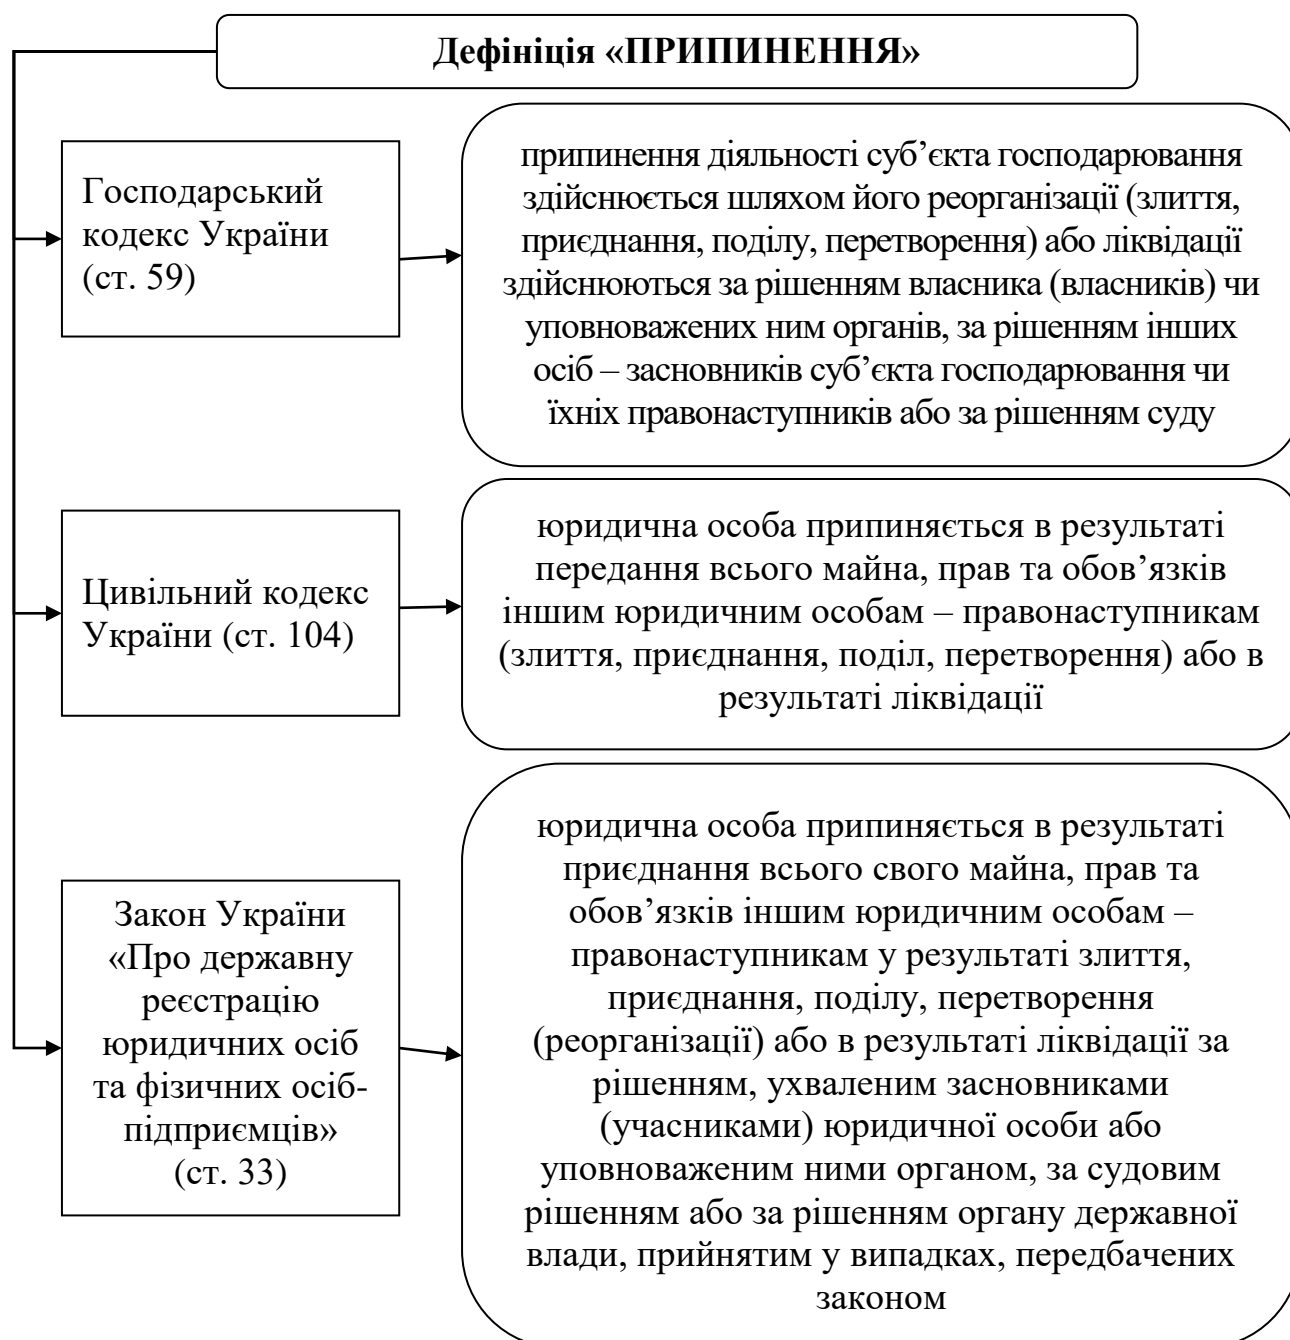 Дефініція «ПРИПИНЕННЯ»
Господарський
кодекс України
(ст. 59)
припинення діяльності суб’єкта господарювання
здійснюється шляхом його реорганізації (злиття,
приєднання, поділу, перетворення) або ліквідації
здійснюються за рішенням власника (власників) чи
уповноважених ним органів, за рішенням інших
осіб – засновників суб’єкта господарювання чи
їхніх правонаступників або за рішенням суду
Цивільний кодекс
України (ст. 104)
юридична особа припиняється в результаті
передання всього майна, прав та обов’язків
іншим юридичним особам – правонаступникам
(злиття, приєднання, поділ, перетворення) або в
результаті ліквідації
Закон України
«Про державну
реєстрацію
юридичних осіб
та фізичних осіб-
підприємців»
(ст. 33)
юридична особа припиняється в результаті
приєднання всього свого майна, прав та
обов’язків іншим юридичним особам –
правонаступникам у результаті злиття,
приєднання, поділу, перетворення
(реорганізації) або в результаті ліквідації за
рішенням, ухваленим засновниками
(учасниками) юридичної особи або
уповноваженим ними органом, за судовим
рішенням або за рішенням органу державної
влади, прийнятим у випадках, передбачених
законом